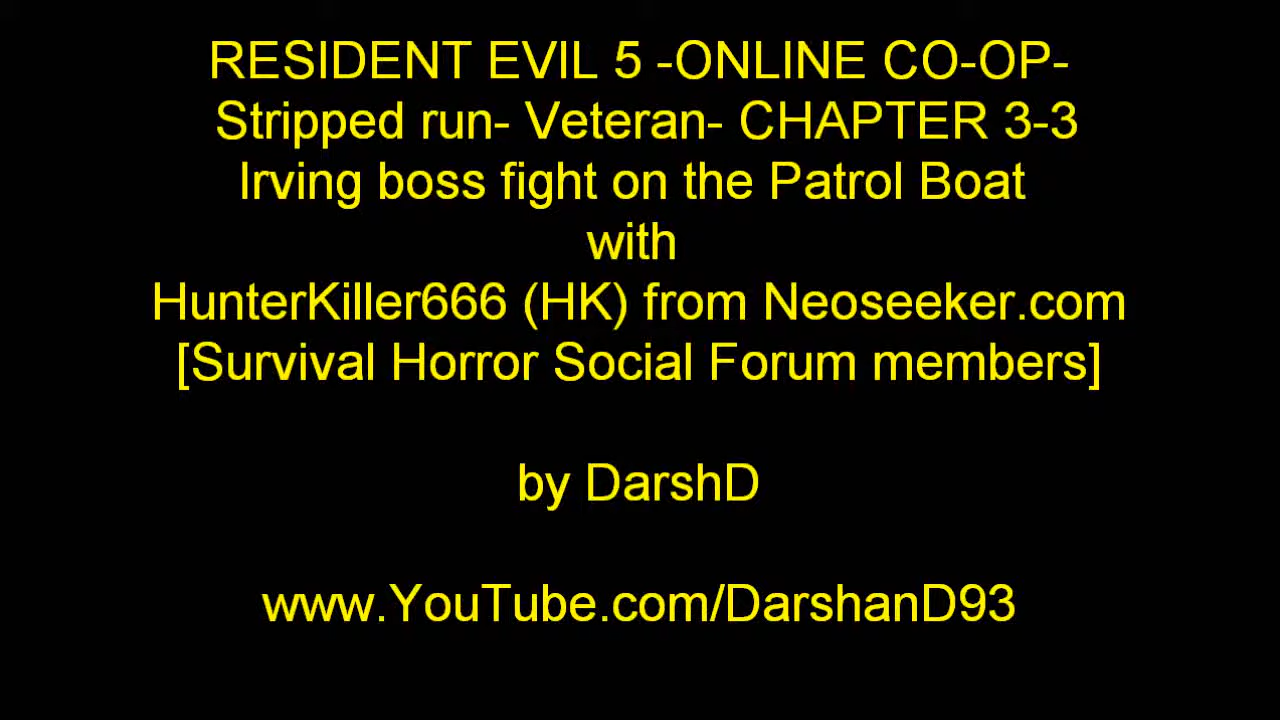 RESIDENT EVIL 5 -ONLINE CO-OP-
Stripped run- Veteran- CHAPTER 3-3
Irving boss fight on the Patrol Boat
with
HunterKiller666 (HK) from Neoseeker.com
[Survival Horror Social Forum members]
by DarshD
www.YouTube.com/DarshanD93